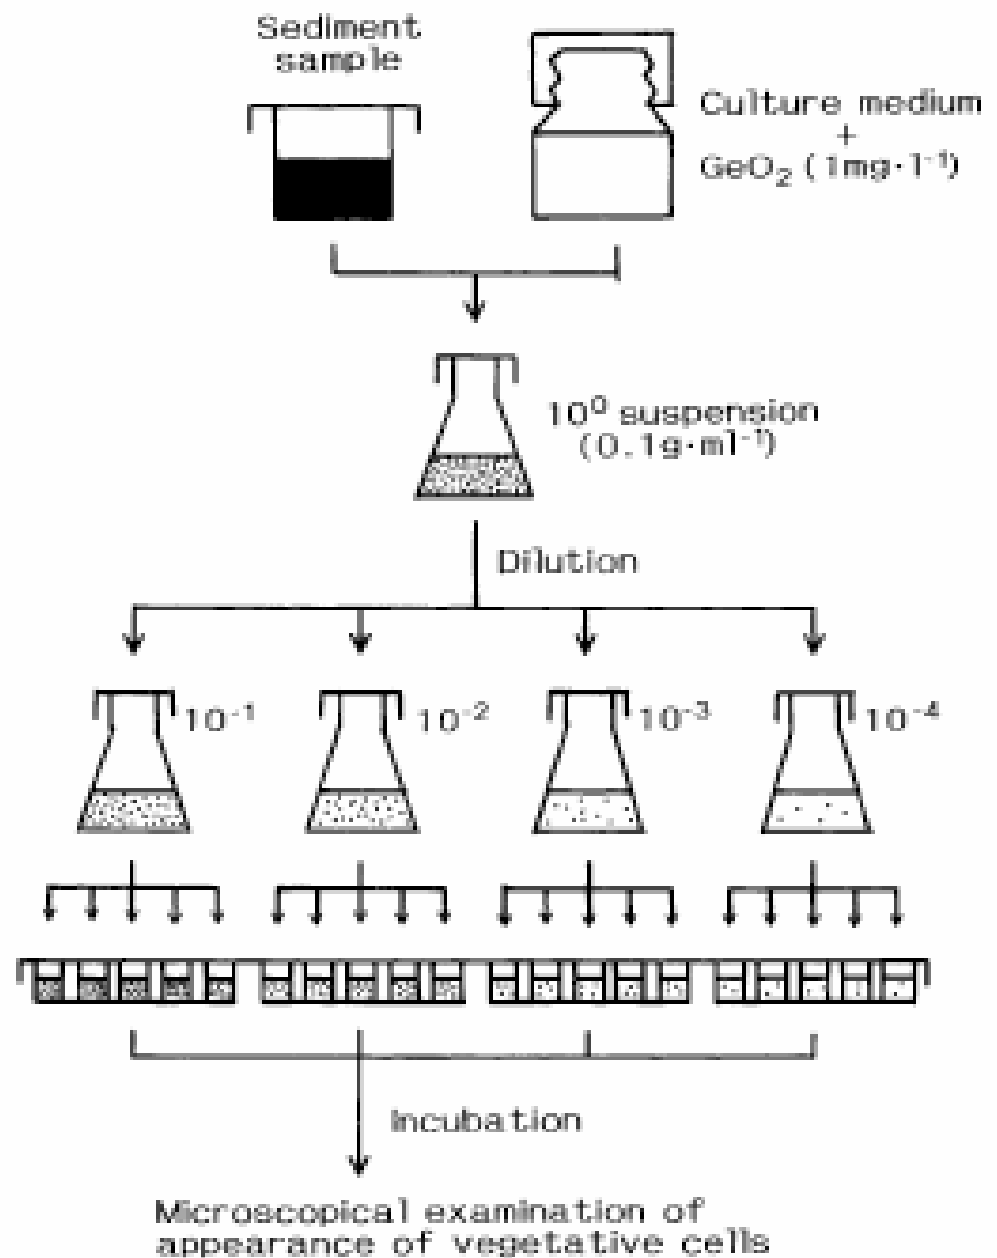 Sediment
sample
Culture medium
+
GeO₂ (1mg·l⁻¹)
10⁰ suspension
(0.1g·ml⁻¹)
Dilution
10⁻¹
10⁻²
10⁻³
10⁻⁴
Incubation
Microscopical examination of
appearance of vegetative cells